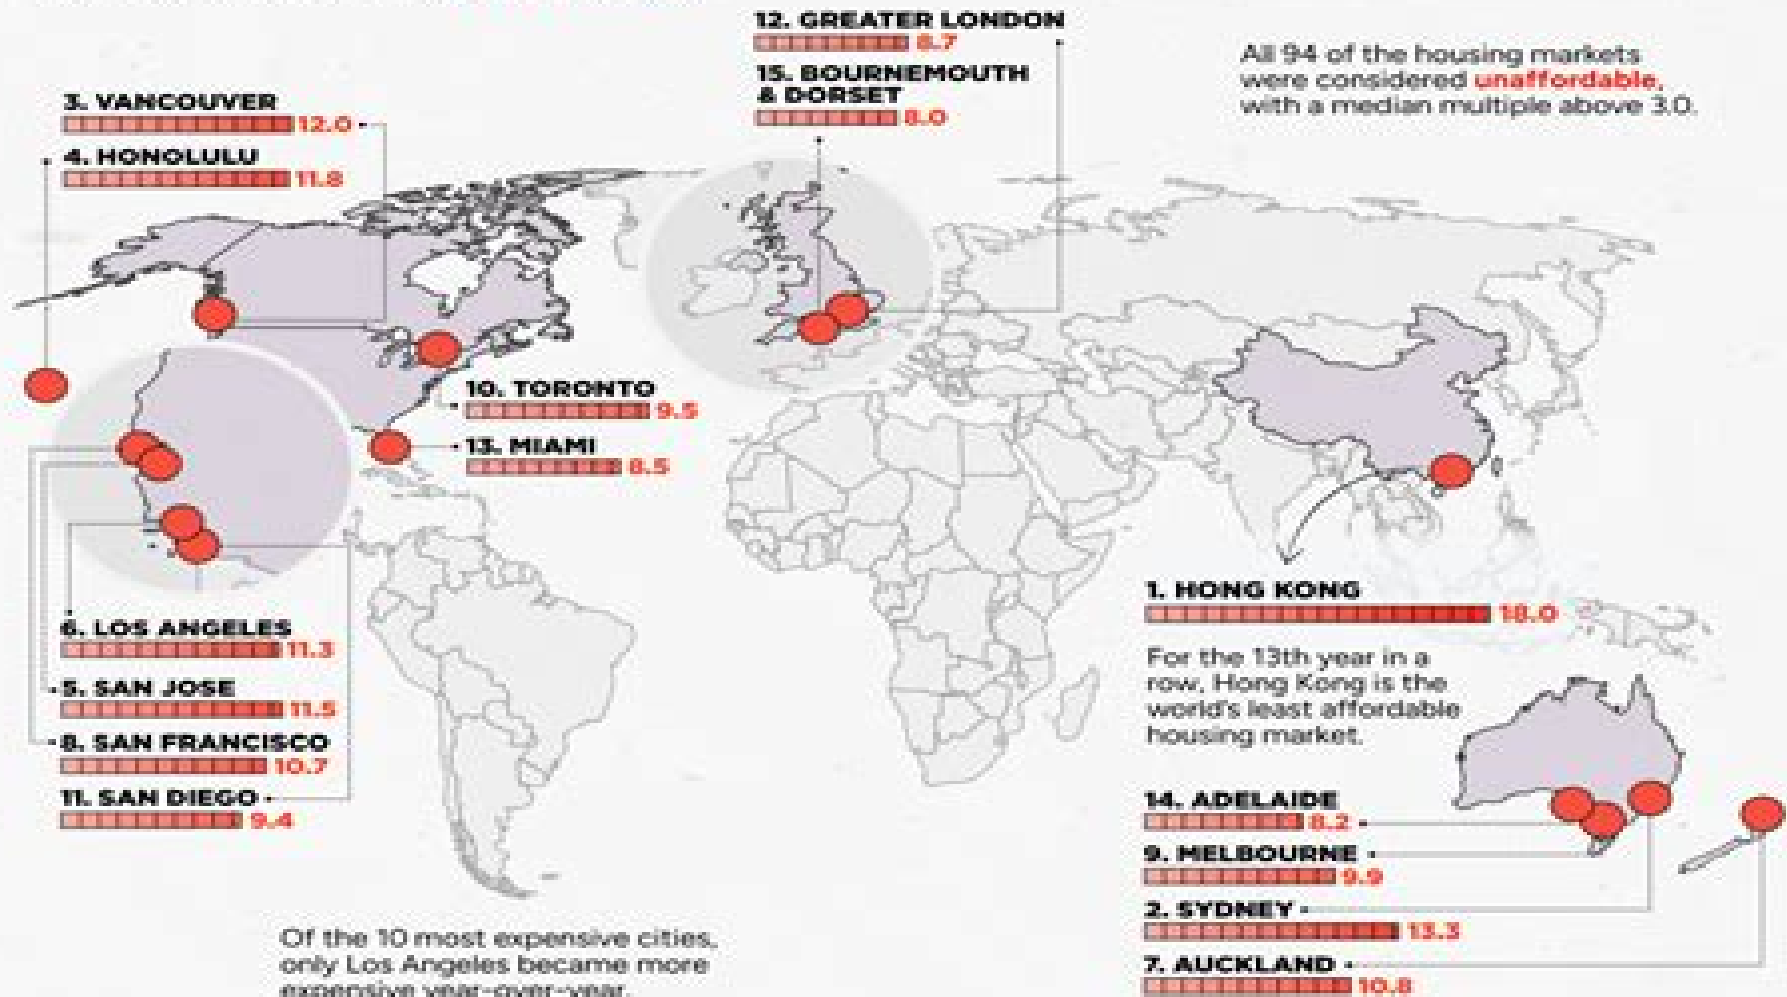 12. GREATER LONDON
8.7
15. BOURNEMOUTH
& DORSET
8.0
All 94 of the housing markets
were considered unaffordable,
with a median multiple above 3.0.
3. VANCOUVER
12.0
4. HONOLULU
11.8
10. TORONTO
9.5
13. MIAMI
8.5
6. LOS ANGELES
11.3
5. SAN JOSE
11.5
8. SAN FRANCISCO
10.7
11. SAN DIEGO
9.4
1. HONG KONG
18.0
For the 13th year in a
row, Hong Kong is the
world's least affordable
housing market.
14. ADELAIDE
8.2
9. MELBOURNE
9.9
2. SYDNEY
13.3
7. AUCKLAND
10.8
Of the 10 most expensive cities,
only Los Angeles became more
expensive year-over-year.